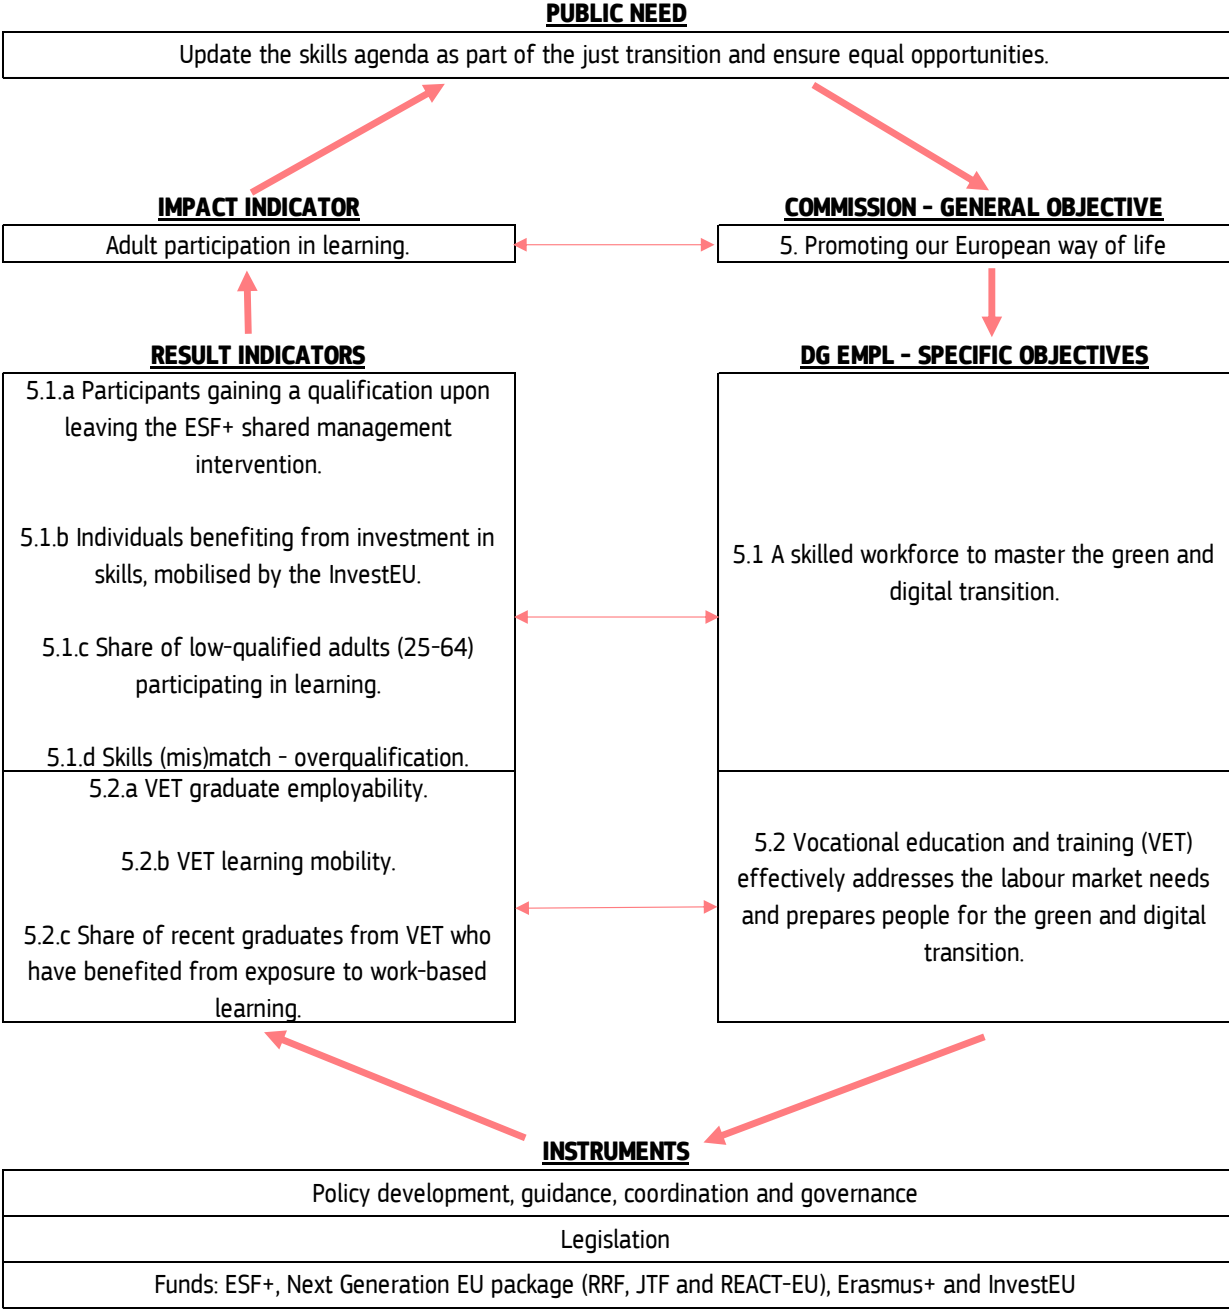 PUBLIC NEED
Update the skills agenda as part of the just transition and ensure equal opportunities.
IMPACT INDICATOR
Adult participation in learning.
COMMISSION - GENERAL OBJECTIVE
5. Promoting our European way of life
RESULT INDICATORS
5.1.a Participants gaining a qualification upon
leaving the ESF+ shared management
intervention.
5.1.b Individuals benefiting from investment in
skills, mobilised by the InvestEU.
5.1.c Share of low-qualified adults (25-64)
participating in learning.
5.1.d Skills (mis)match - overqualification.
5.2.a VET graduate employability.
5.2.b VET learning mobility.
5.2.c Share of recent graduates from VET who
have benefited from exposure to work-based
learning.
DG EMPL - SPECIFIC OBJECTIVES
5.1 A skilled workforce to master the green and
digital transition.
5.2 Vocational education and training (VET)
effectively addresses the labour market needs
and prepares people for the green and digital
transition.
INSTRUMENTS
Policy development, guidance, coordination and governance
Legislation
Funds: ESF+, Next Generation EU package (RRF, JTF and REACT-EU), Erasmus+ and InvestEU